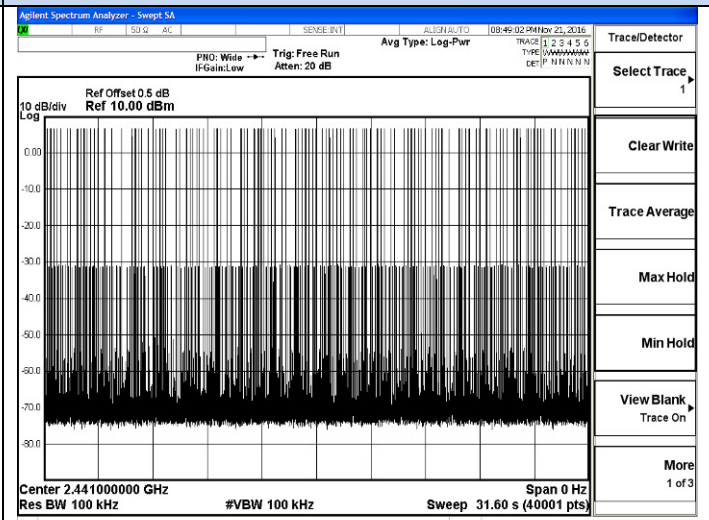 Agilent Spectrum Analyzer - Swept SA
RF 50 Ω AC SENSE:INT ALIGN AUTO 08:49:02 PM Nov 21, 2016
PNO: Wide Trig: Free Run Avg Type: Log-Pwr TRACE 1 2 3 4 5 6
IFGain:Low Atten: 20 dB TYPE
DET P N N N N N
Ref Offset 0.5 dB
10 dB/div Ref 10.00 dBm
Log
0.00
-10.0
-20.0
-30.0
-40.0
-50.0
-60.0
-70.0
-80.0
Center 2.441000000 GHz Span 0 Hz
Res BW 100 kHz #VBW 100 kHz Sweep 31.60 s (40001 pts)
Trace/Detector
Select Trace
1
Clear Write
Trace Average
Max Hold
Min Hold
View Blank
Trace On
More
1 of 3